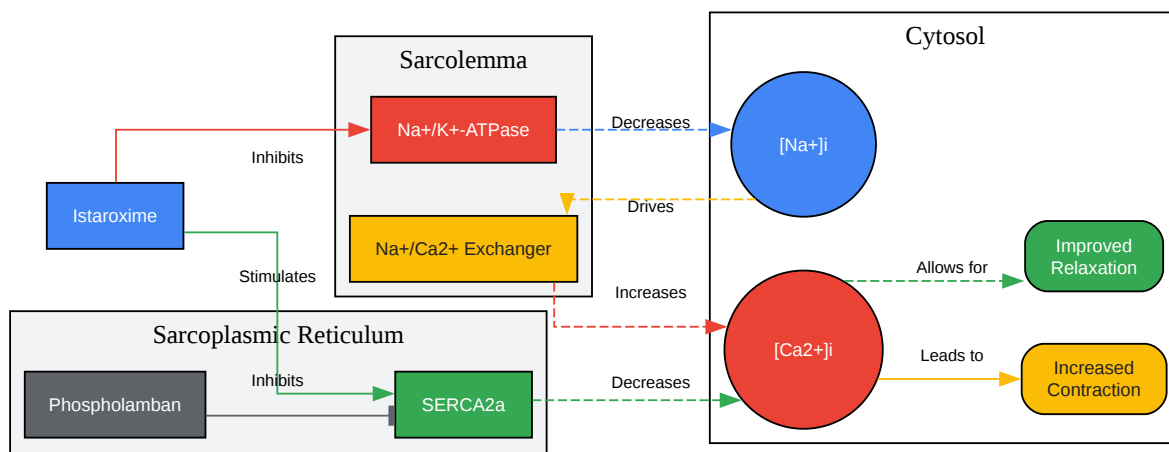 Cytosol
Sarcolemma
Na+/K+-ATPase
Decreases
[Na+]i
Inhibits
Istaroxime
Drives
Na+/Ca2+ Exchanger
Improved
Relaxation
Allows for
Stimulates
Increases
Sarcoplasmic Reticulum
[Ca2+]i
Leads to
Increased
Contraction
Inhibits
Decreases
Phospholamban
SERCA2a